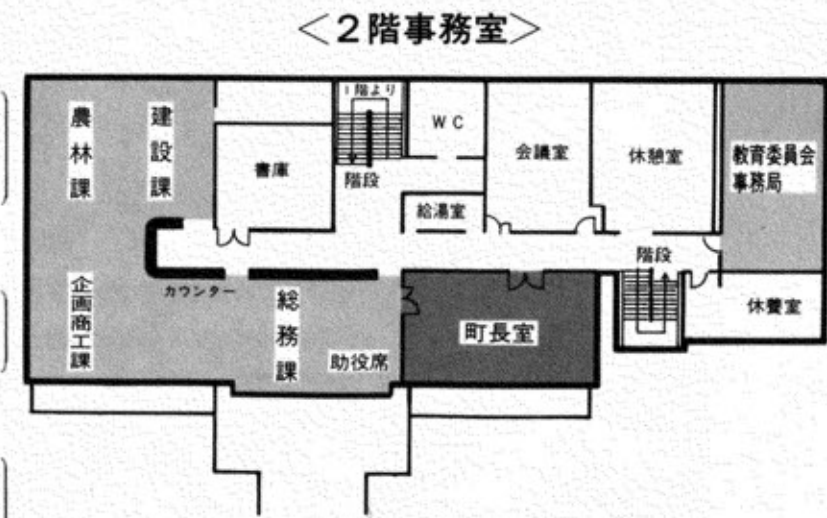 <2階事務室>
1階より
農林課
建設課
書庫
階段
WC
給湯室
会議室
休憩室
教育委員会
事務局
階段
カウンター
企画商工課
総務課
助役席
町長室
休養室